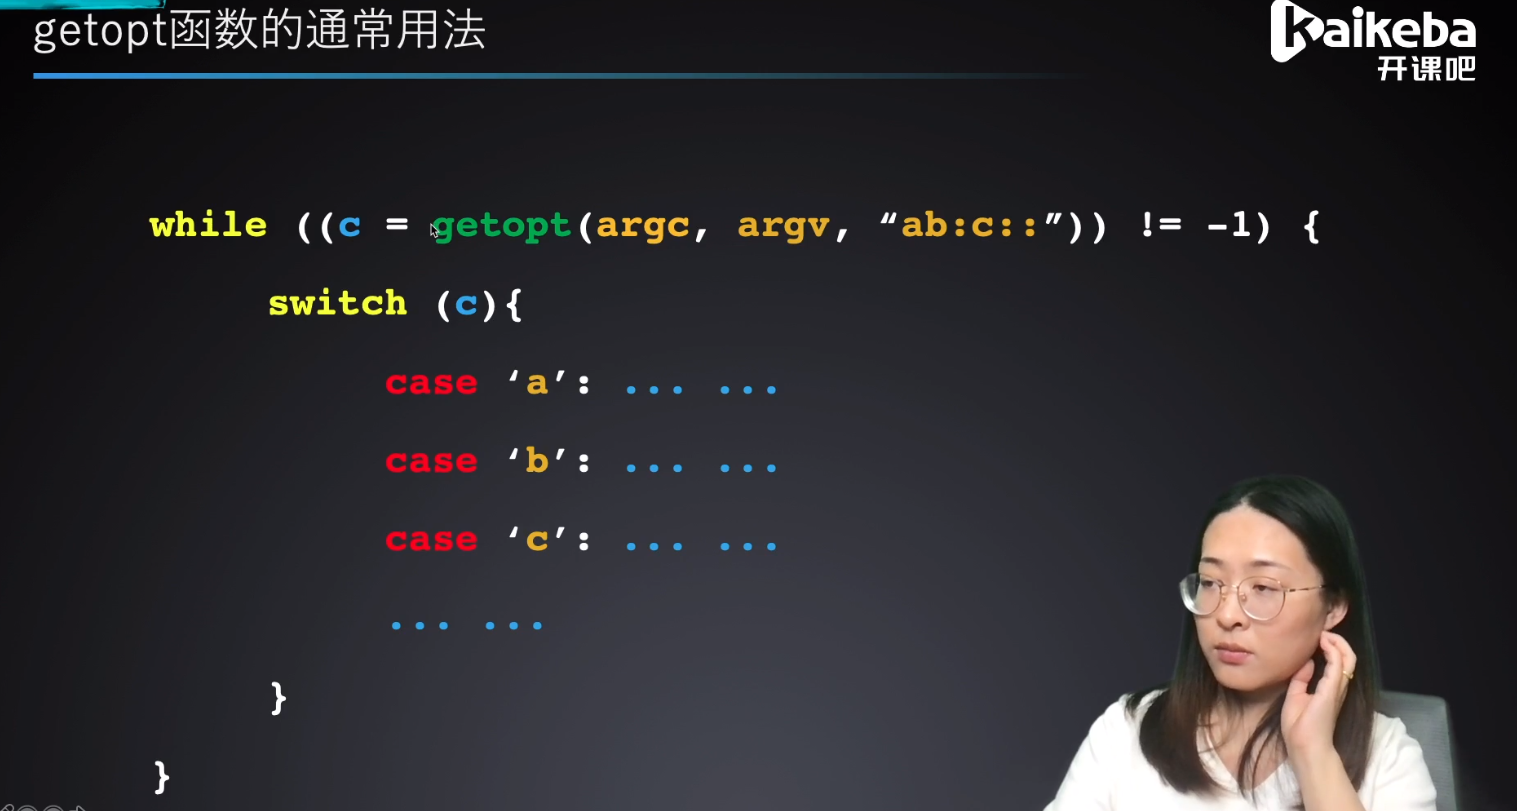 getopt函数的通常用法
Kaikeba
开课吧
while ((c = getopt(argc, argv, “ab:c::”)) != -1) {
switch (c){
case ‘a’: ... ...
case ‘b’: ... ...
case ‘c’: ... ...
... ...
}
}